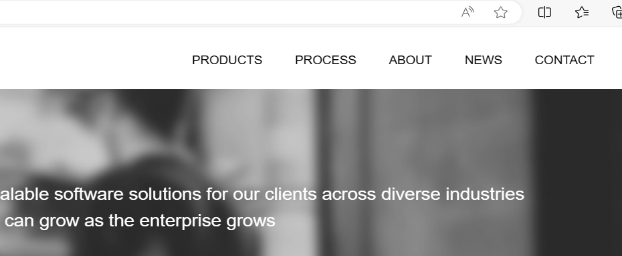 PRODUCTS PROCESS ABOUT NEWS CONTACT
alable software solutions for our clients across diverse industries
can grow as the enterprise grows